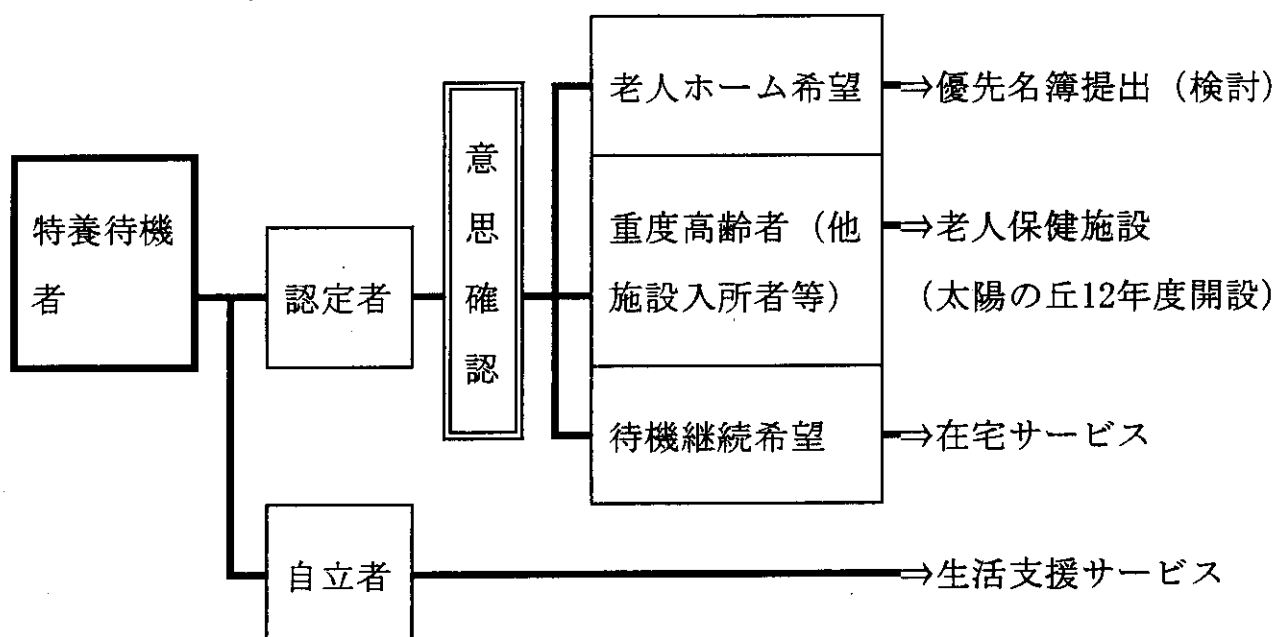 特養待機
者
認定者
自立者
意
思
確
認
老人ホーム希望
⇒優先名簿提出（検討）
重度高齢者（他
施設入所者等）
⇒老人保健施設
（太陽の丘12年度開設）
待機継続希望
⇒在宅サービス
⇒生活支援サービス